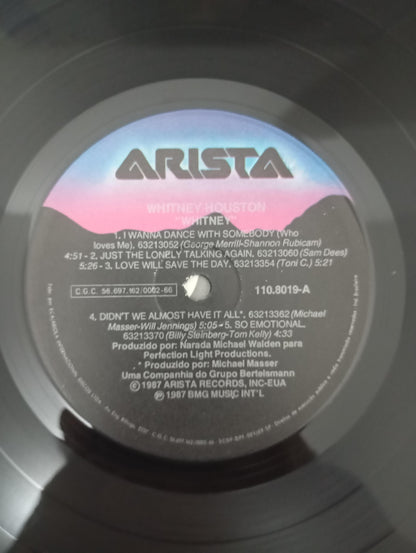 ARISTA
WHITNEY HOUSTON
"WHITNEY"
1. I WANNA DANCE WITH SOMEBODY (Who
loves Me). 63213052 (George Merrill-Shannon Rubicam)
4:51 - 2. JUST THE LONELY TALKING AGAIN. 63213060 (Sam Dees)
5:26 - 3. LOVE WILL SAVE THE DAY. 63213354 (Toni C.) 5:21
C.G.C. 56.697.162.0002-60
110.8019-A
4. DIDN'T WE ALMOST HAVE IT ALL*. 63213362 (Michael
Masser-Will Jennings) 5:05 - 5. SO EMOTIONAL.
63213370 (Billy Steinberg-Tom Kelly) 4:33
Produzido por: Narada Michael Walden para
Perfection Light Productions.
* Produzido por: Michael Masser
Uma Companhia do Grupo Bertelsmann
© 1987 ARISTA RECORDS, INC-EUA
℗ 1987 BMG MUSIC INT'L